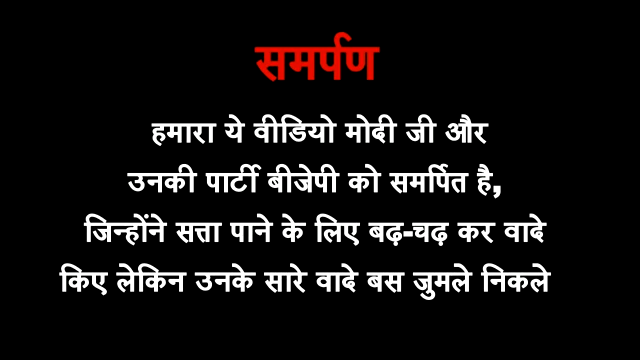 समर्पण
हमारा ये वीडियो मोदी जी और
उनकी पार्टी बीजेपी को समर्पित है,
जिन्होंने सत्ता पाने के लिए बढ़-चढ़ कर वादे
किए लेकिन उनके सारे वादे बस जुमले निकले